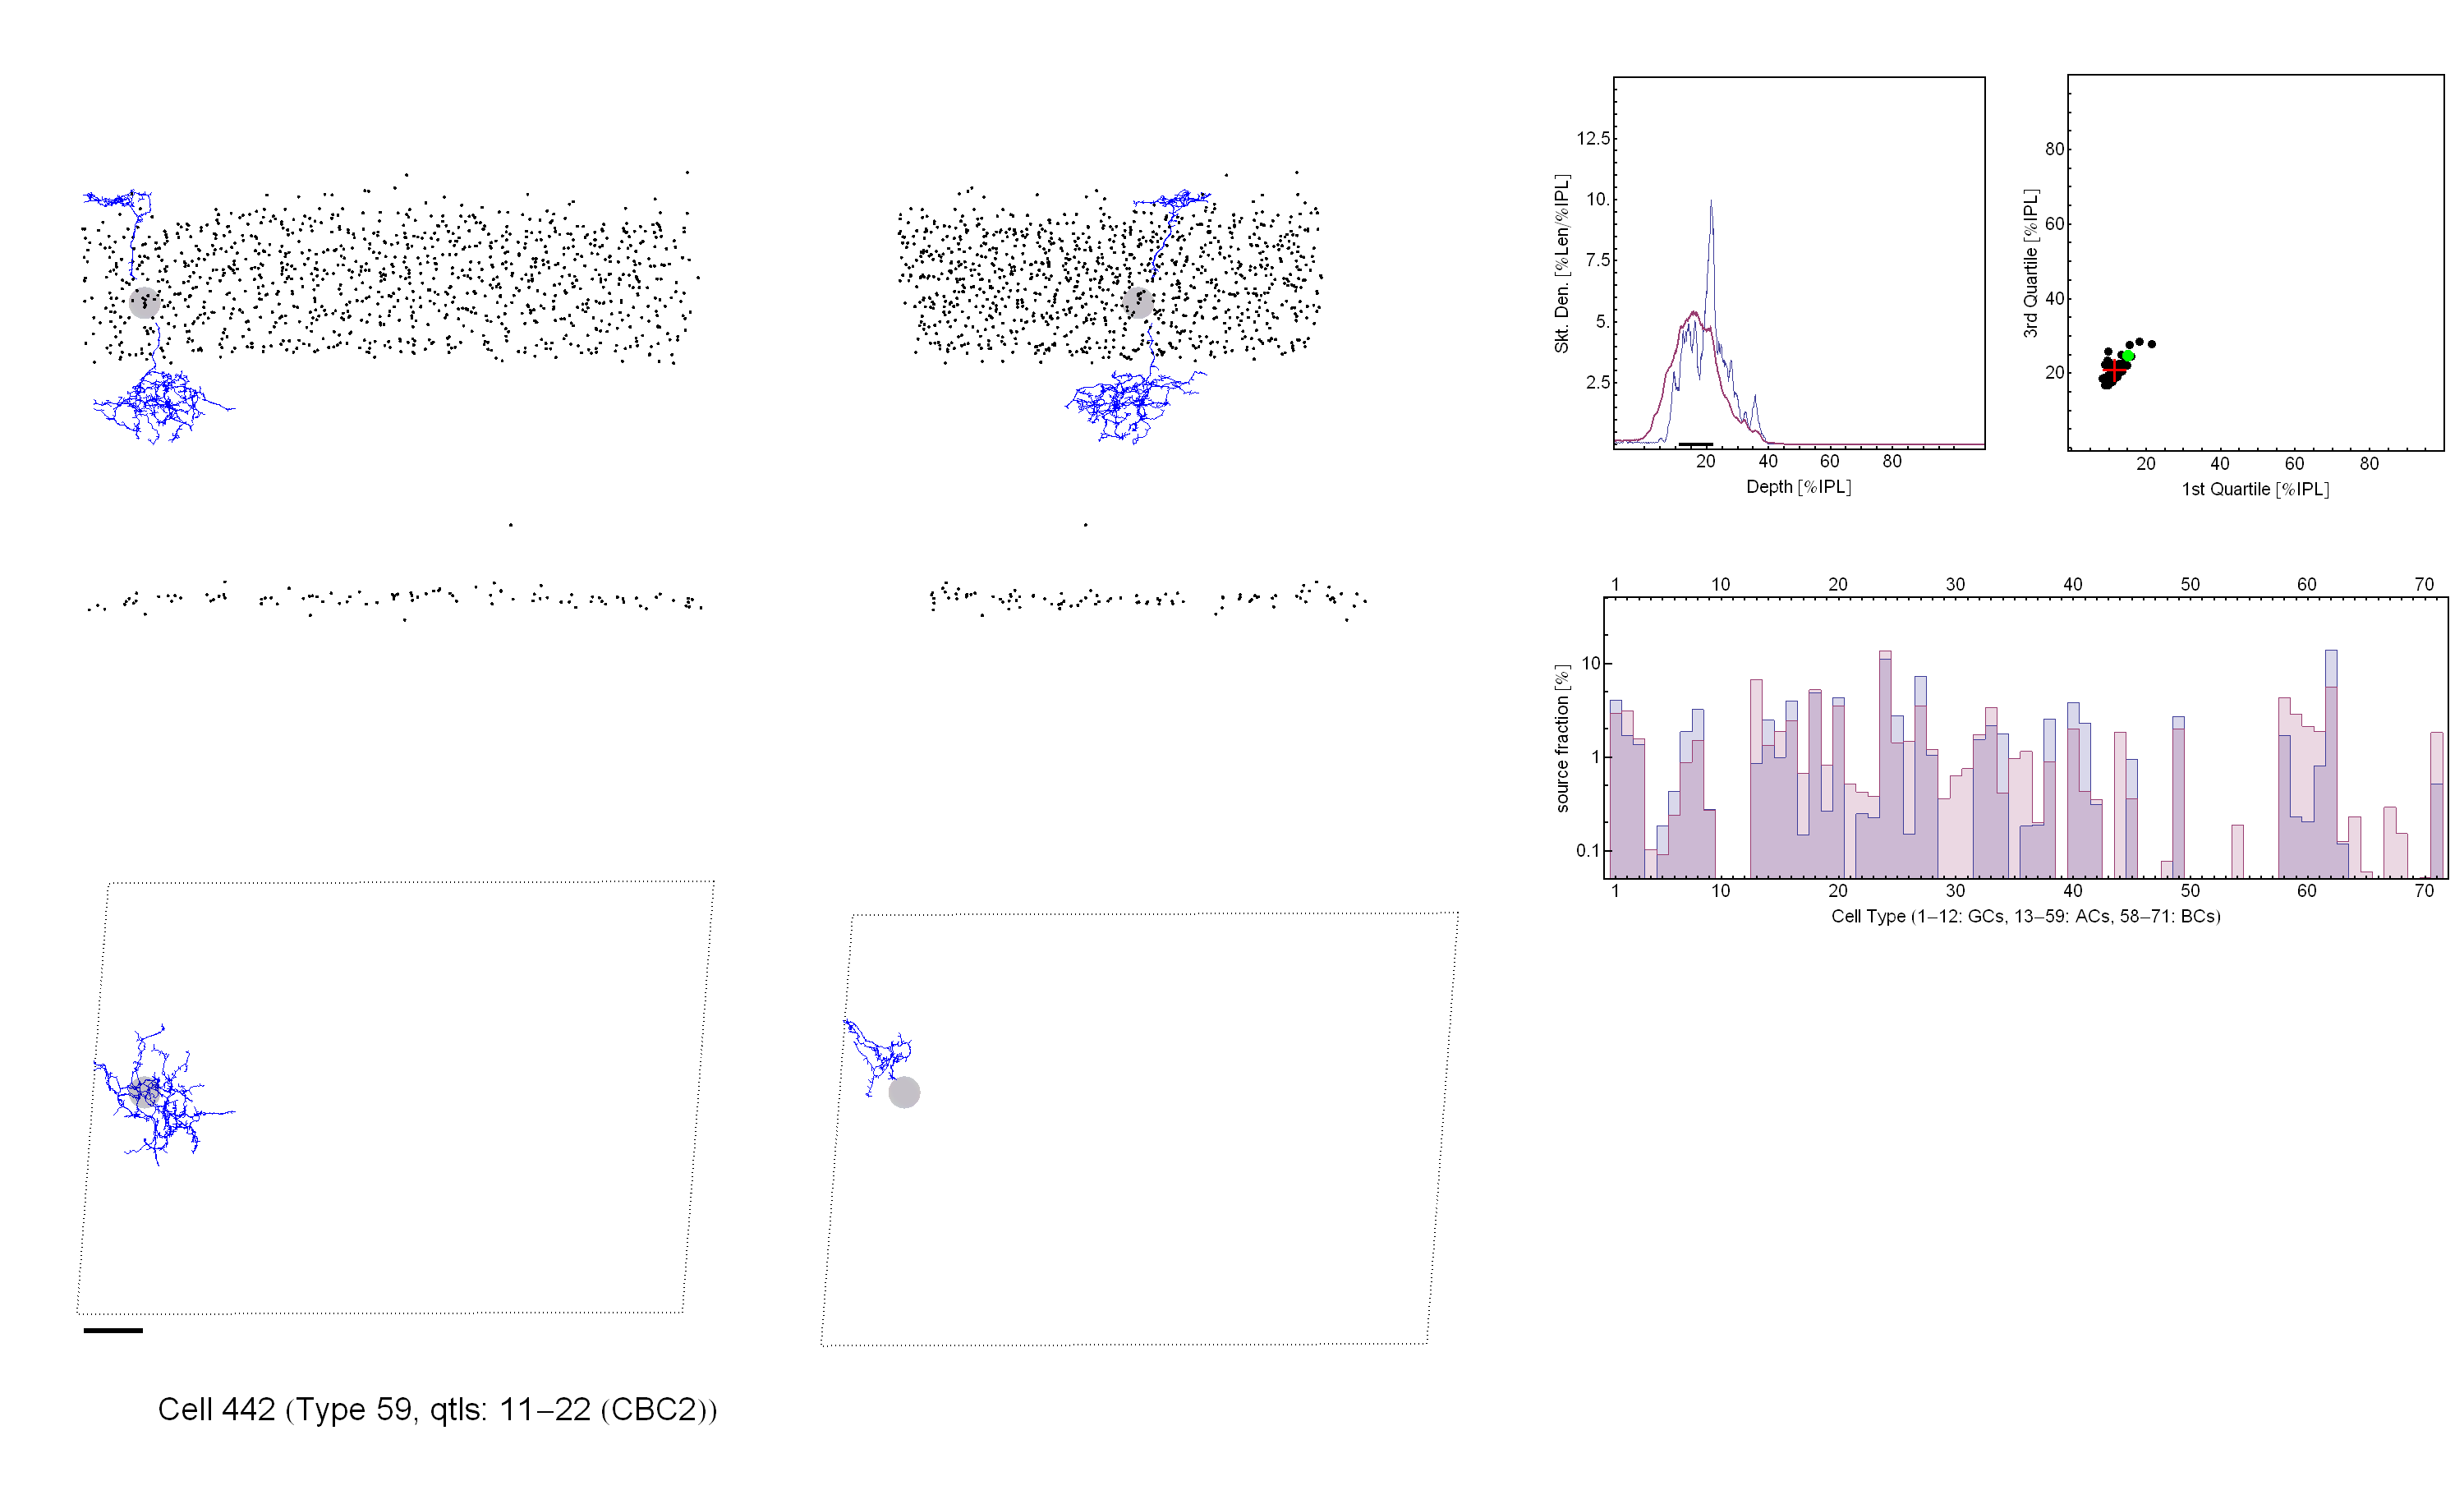 12.5
10.
7.5
5.
2.5
Skt. Den. [%Len/%IPL]
20 40 60 80
Depth [%IPL]
80
60
40
20
3rd Quartile [%IPL]
20 40 60 80
1st Quartile [%IPL]
1 10 20 30 40 50 60 70
10
1
0.1
source fraction [%]
1 10 20 30 40 50 60 70
Cell Type (1–12: GCs, 13–59: ACs, 58–71: BCs)
Cell 442 (Type 59, qtls: 11–22 (CBC2))